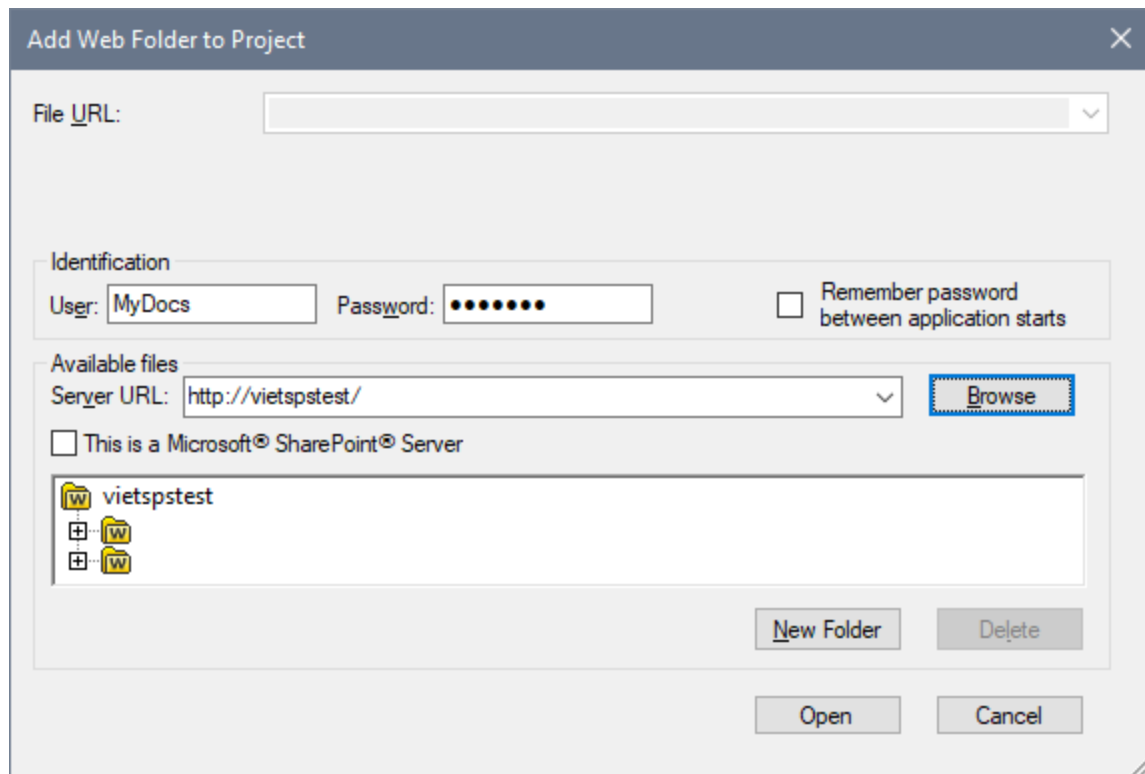 Add Web Folder to Project
File URL:
Identification
User: MyDocs Password: ●●●●●●● Remember password
between application starts
Available files
Server URL: http://vietspstest/ Browse
This is a Microsoft® SharePoint® Server
vietspstest
New Folder Delete
Open Cancel